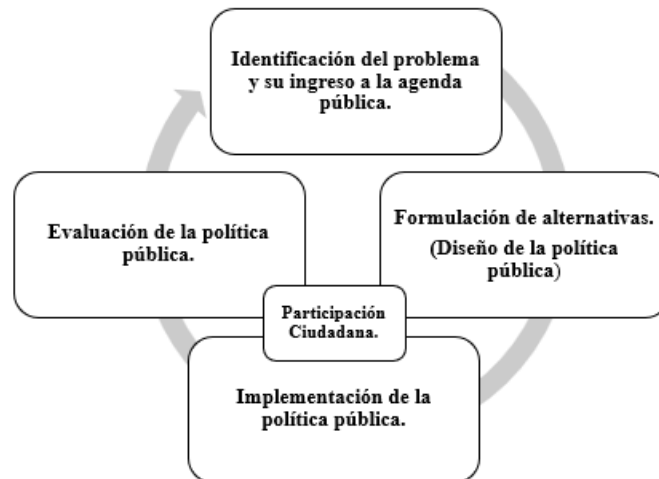 Identificación del problema
y su ingreso a la agenda
pública.
Evaluación de la política
pública.
Formulación de alternativas.
(Diseño de la política
pública)
Participación
Ciudadana.
Implementación de la
política pública.